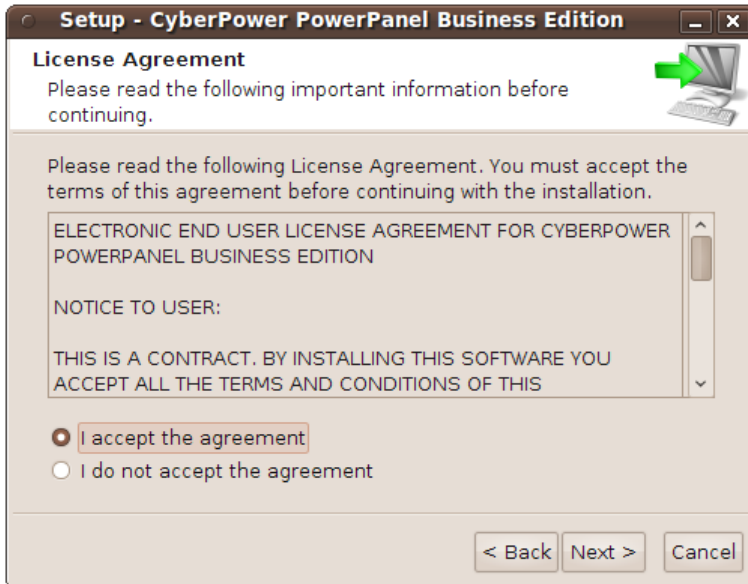 Setup - CyberPower PowerPanel Business Edition
License Agreement
Please read the following important information before
continuing.
Please read the following License Agreement. You must accept the
terms of this agreement before continuing with the installation.
ELECTRONIC END USER LICENSE AGREEMENT FOR CYBERPOWER
POWERPANEL BUSINESS EDITION
NOTICE TO USER:
THIS IS A CONTRACT. BY INSTALLING THIS SOFTWARE YOU
ACCEPT ALL THE TERMS AND CONDITIONS OF THIS
I accept the agreement
I do not accept the agreement
< Back Next > Cancel